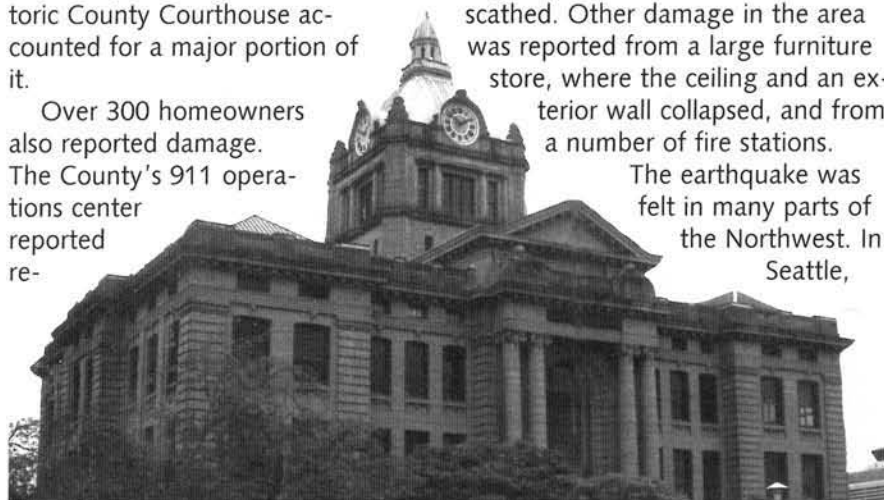 toric County Courthouse ac-
counted for a major portion of
it.
Over 300 homeowners
also reported damage.
The County's 911 opera-
tions center
reported
re-
scathed. Other damage in the area
was reported from a large furniture
store, where the ceiling and an ex-
terior wall collapsed, and from
a number of fire stations.
The earthquake was
felt in many parts of
the Northwest. In
Seattle,